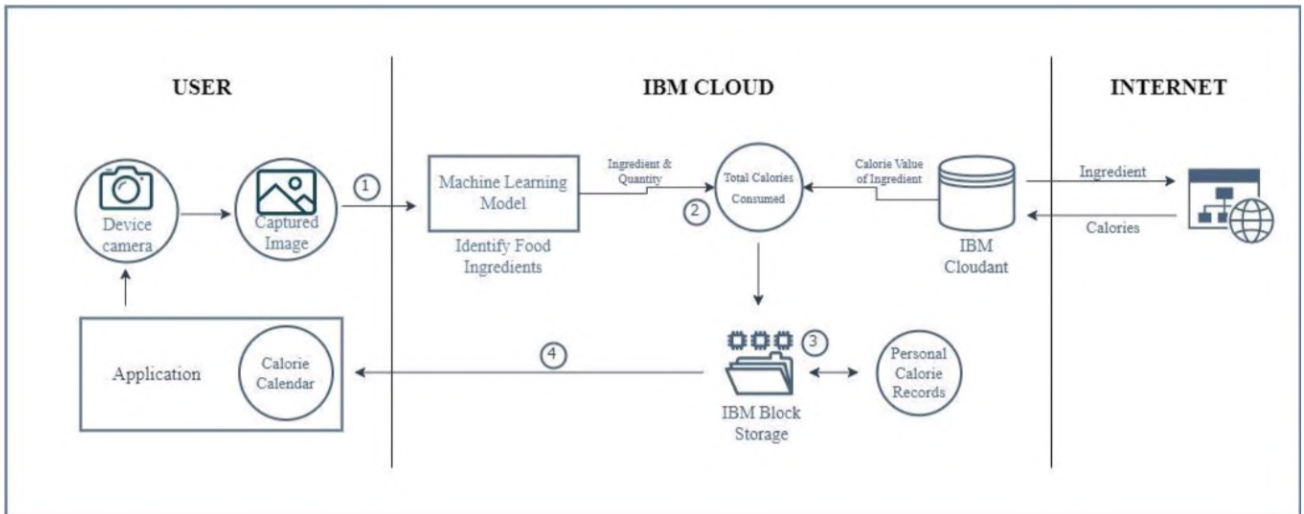 USER
IBM CLOUD
INTERNET
Device
camera
Captured
Image
1
Machine Learning
Model
Identify Food
Ingredients
Ingredient &
Quantity
2
Total Calories
Consumed
Calorie Value
of Ingredient
IBM
Cloudant
Ingredient
Calories
Application
Calorie
Calendar
4
3
IBM Block
Storage
Personal
Calorie
Records